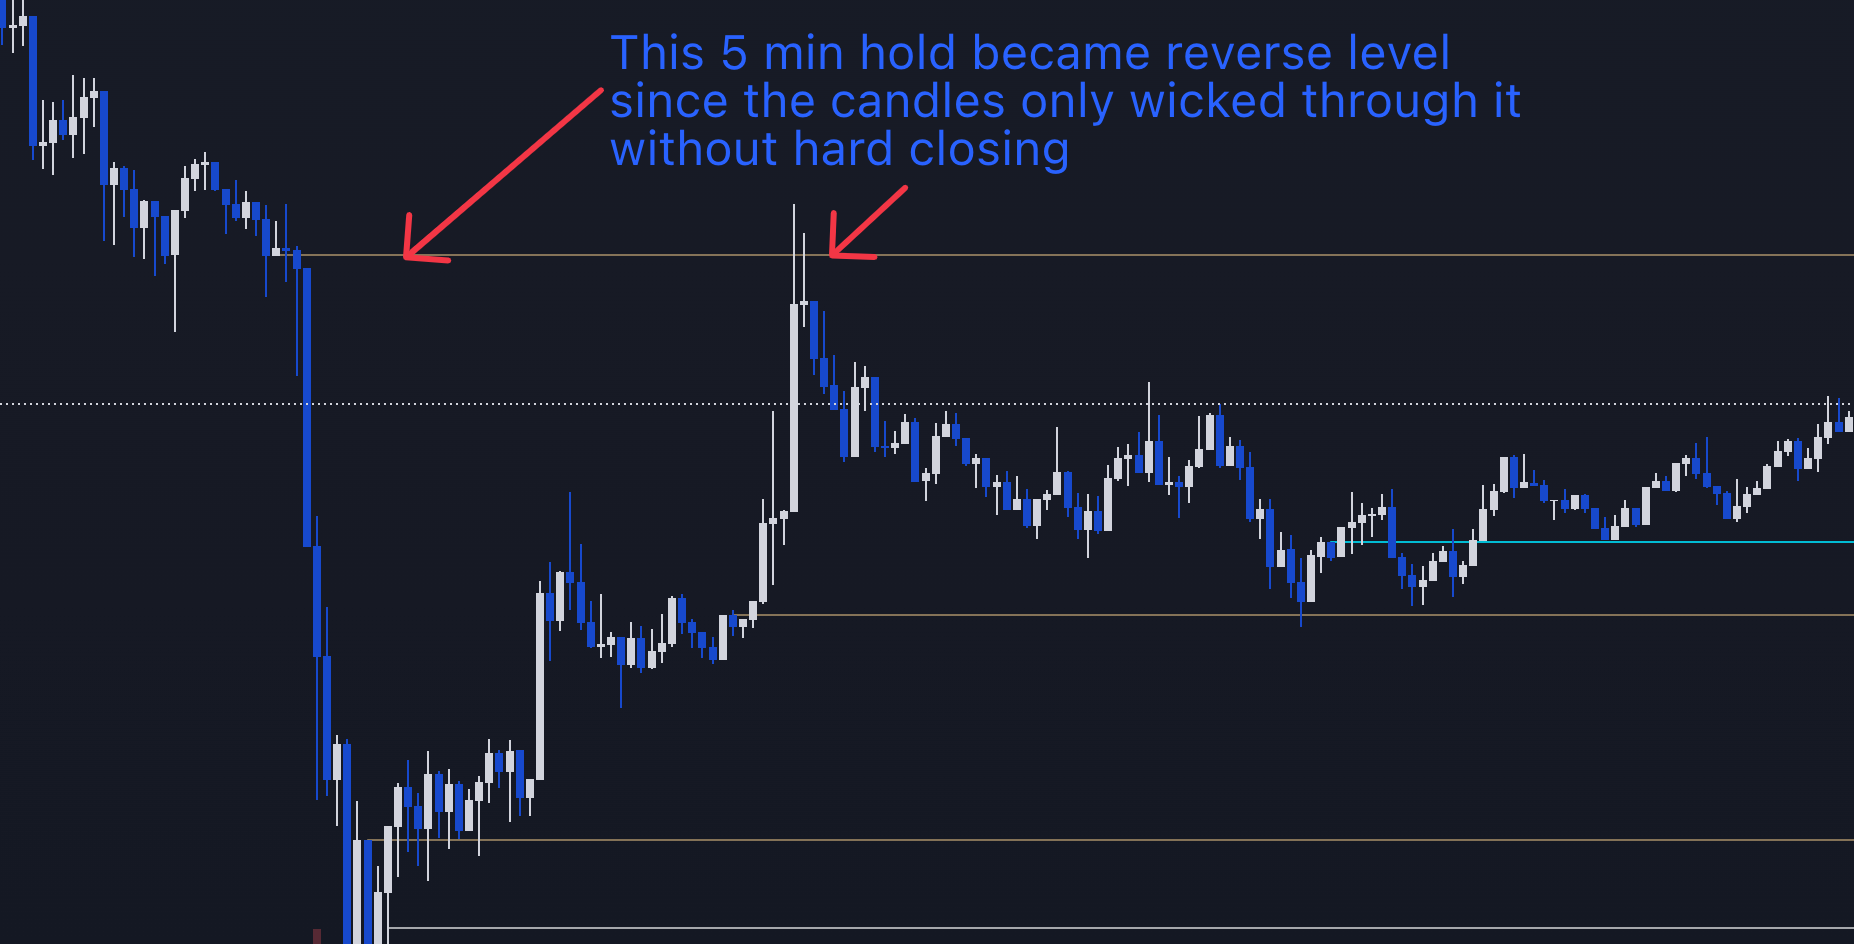 This 5 min hold became reverse level
since the candles only wicked through it
without hard closing